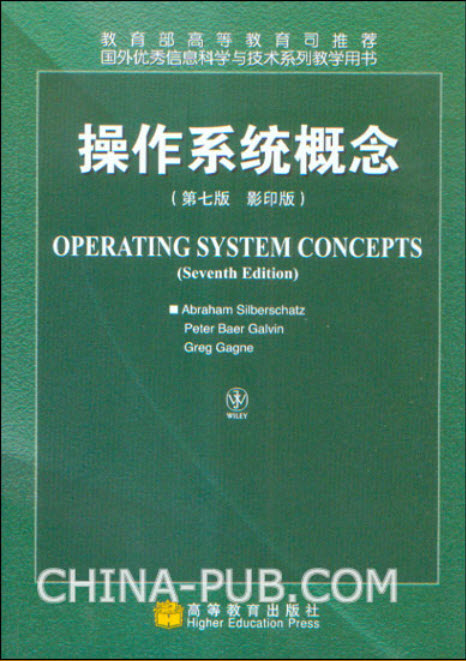 教育部高等教育司推荐
国外优秀信息科学与技术系列教学用书
操作系统概念
（第七版 影印版）
OPERATING SYSTEM CONCEPTS
(Seventh Edition)
■ Abraham Silberschatz
Peter Baer Galvin
Greg Gagne
WILEY
CHINA-PUB.COM
高等教育出版社
Higher Education Press